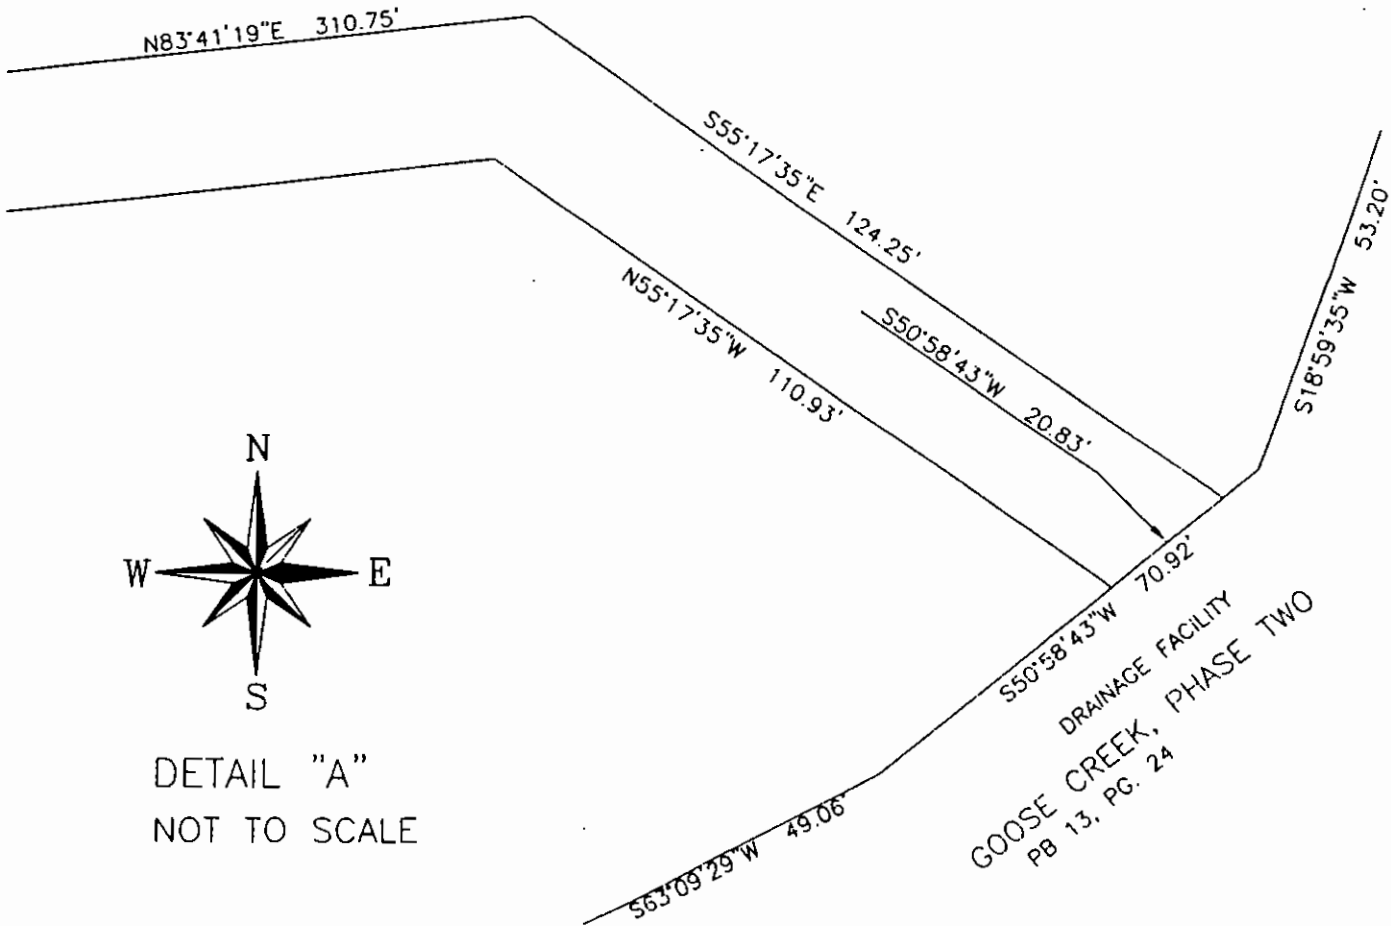 N83°41'19"E 310.75'
S55°17'35"E 124.25'
S18°59'35"W 53.20'
N55°17'35"W 110.93'
S50°58'43"W 20.83'
N
W E
S
S50°58'43"W 70.92'
DRAINAGE FACILITY
GOOSE CREEK, PHASE TWO
PB 13, PG. 24
DETAIL "A"
NOT TO SCALE
S63°09'29"W 49.06'